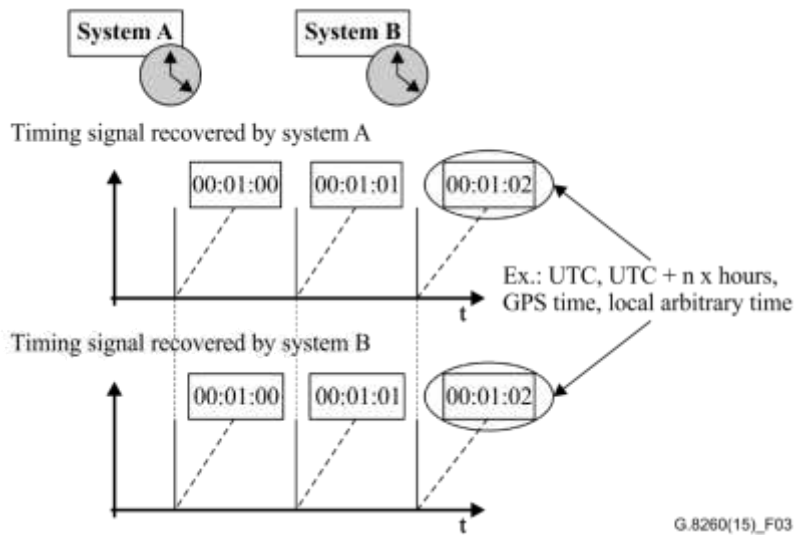 System A
System B
Timing signal recovered by system A
00:01:00
00:01:01
00:01:02
Ex.: UTC, UTC + n x hours,
GPS time, local arbitrary time
t
Timing signal recovered by system B
00:01:00
00:01:01
00:01:02
t
G.8260(15)_F03